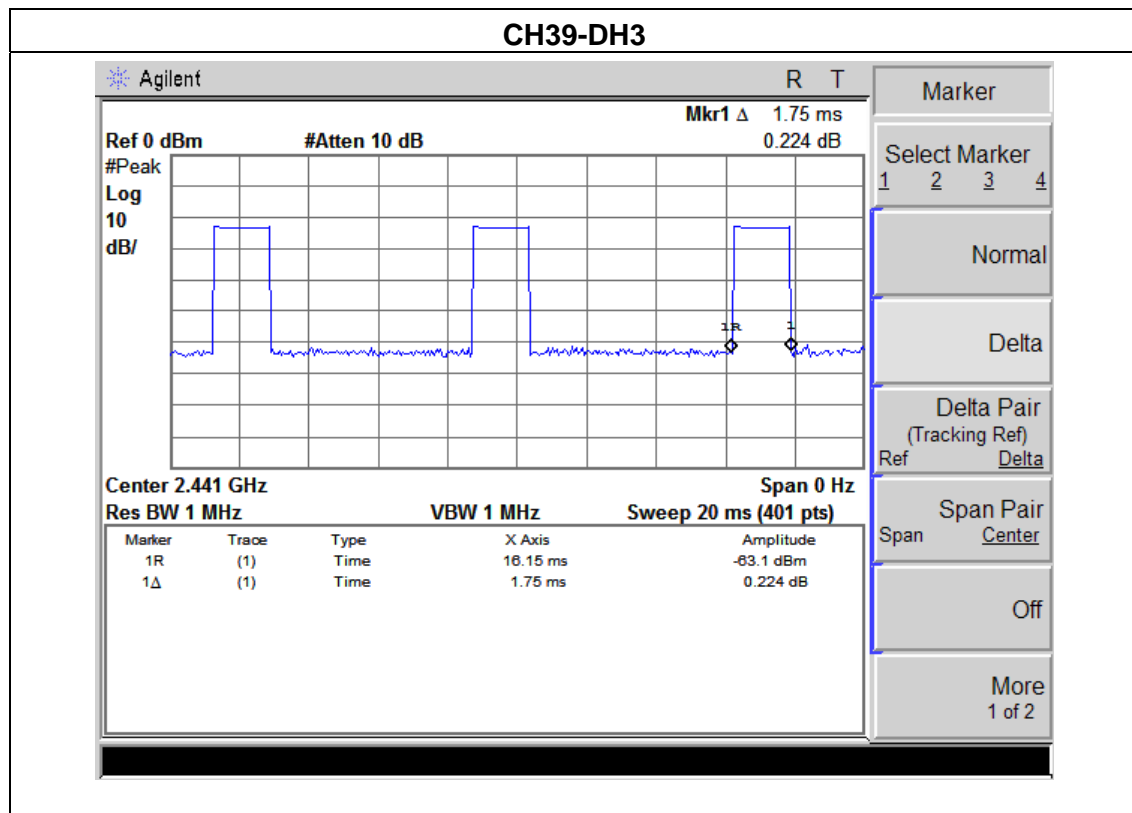 CH39-DH3
Agilent R T
Mkr1 Δ 1.75 ms
Ref 0 dBm #Atten 10 dB 0.224 dB
#Peak
Log
10
dB/
1R 1
Center 2.441 GHz Span 0 Hz
Res BW 1 MHz VBW 1 MHz Sweep 20 ms (401 pts)
Marker Trace Type X Axis Amplitude
1R (1) Time 16.15 ms -63.1 dBm
1Δ (1) Time 1.75 ms 0.224 dB
Marker
Select Marker
1 2 3 4
Normal
Delta
Delta Pair
(Tracking Ref)
Ref Delta
Span Pair
Span Center
Off
More
1 of 2